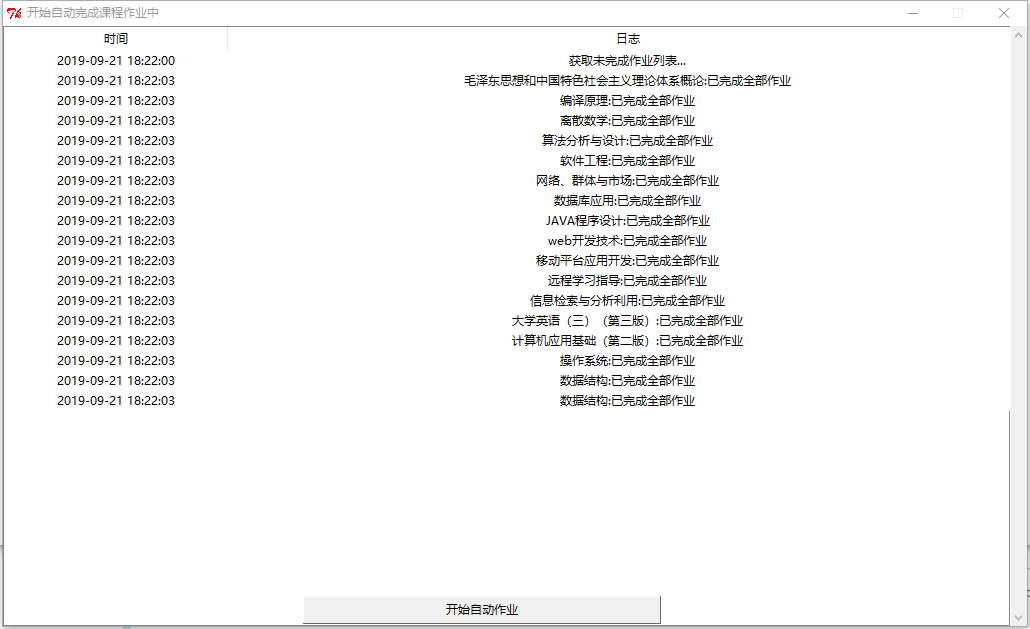 开始自动完成课程作业中
时间 日志
2019-09-21 18:22:00 获取未完成作业列表...
2019-09-21 18:22:03 毛泽东思想和中国特色社会主义理论体系概论:已完成全部作业
2019-09-21 18:22:03 编译原理:已完成全部作业
2019-09-21 18:22:03 离散数学:已完成全部作业
2019-09-21 18:22:03 算法分析与设计:已完成全部作业
2019-09-21 18:22:03 软件工程:已完成全部作业
2019-09-21 18:22:03 网络、群体与市场:已完成全部作业
2019-09-21 18:22:03 数据库应用:已完成全部作业
2019-09-21 18:22:03 JAVA程序设计:已完成全部作业
2019-09-21 18:22:03 web开发技术:已完成全部作业
2019-09-21 18:22:03 移动平台应用开发:已完成全部作业
2019-09-21 18:22:03 远程学习指导:已完成全部作业
2019-09-21 18:22:03 信息检索与分析利用:已完成全部作业
2019-09-21 18:22:03 大学英语（三）（第三版）:已完成全部作业
2019-09-21 18:22:03 计算机应用基础（第二版）:已完成全部作业
2019-09-21 18:22:03 操作系统:已完成全部作业
2019-09-21 18:22:03 数据结构:已完成全部作业
2019-09-21 18:22:03 数据结构:已完成全部作业
开始自动作业